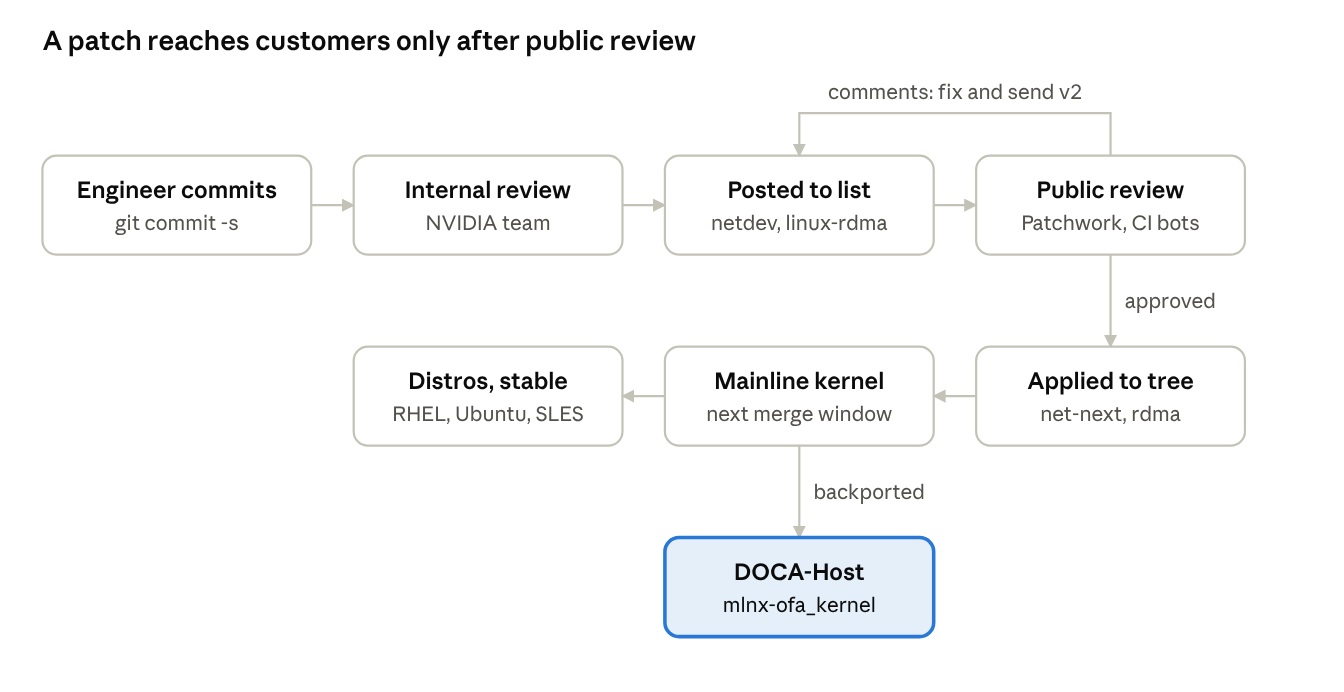 A patch reaches customers only after public review
comments: fix and send v2
Engineer commits
git commit -s
Internal review
NVIDIA team
Posted to list
netdev, linux-rdma
Public review
Patchwork, CI bots
approved
Distros, stable
RHEL, Ubuntu, SLES
Mainline kernel
next merge window
Applied to tree
net-next, rdma
backported
DOCA-Host
mlnx-ofa_kernel